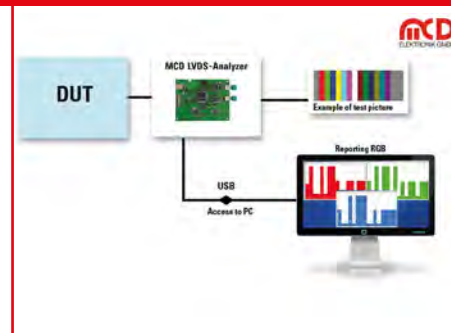 MCD
ELEKTRONIK GMBH
MCD LVDS-Analyzer
DUT
Example of test picture
Reporting RGB
USB
Access to PC